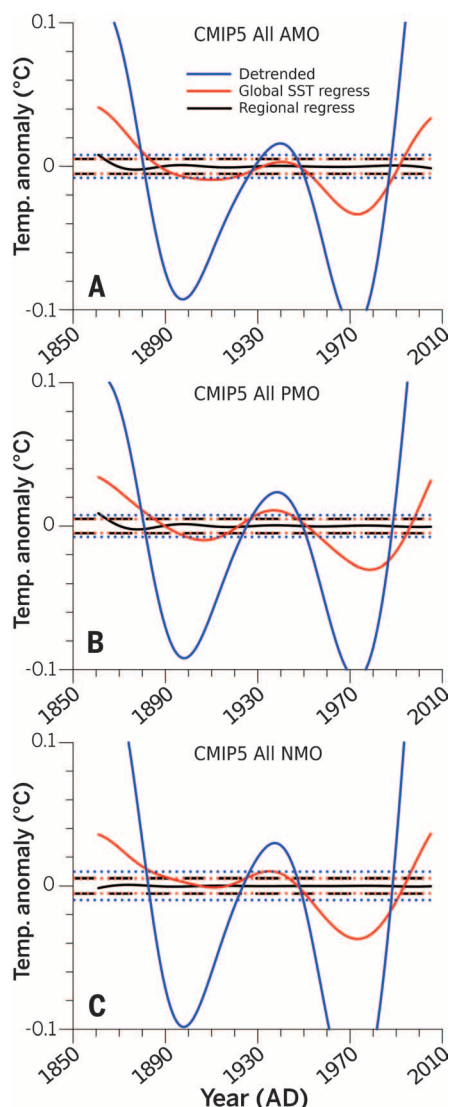 CMIP5 All AMO
Detrended
Global SST regress
Regional regress
Temp. anomaly (°C)
0.1
0
-0.1
A
1850
1890
1930
1970
2010
CMIP5 All PMO
Temp. anomaly (°C)
0.1
0
-0.1
B
1850
1890
1930
1970
2010
CMIP5 All NMO
Temp. anomaly (°C)
0.1
0
-0.1
C
1850
1890
1930
1970
2010
Year (AD)